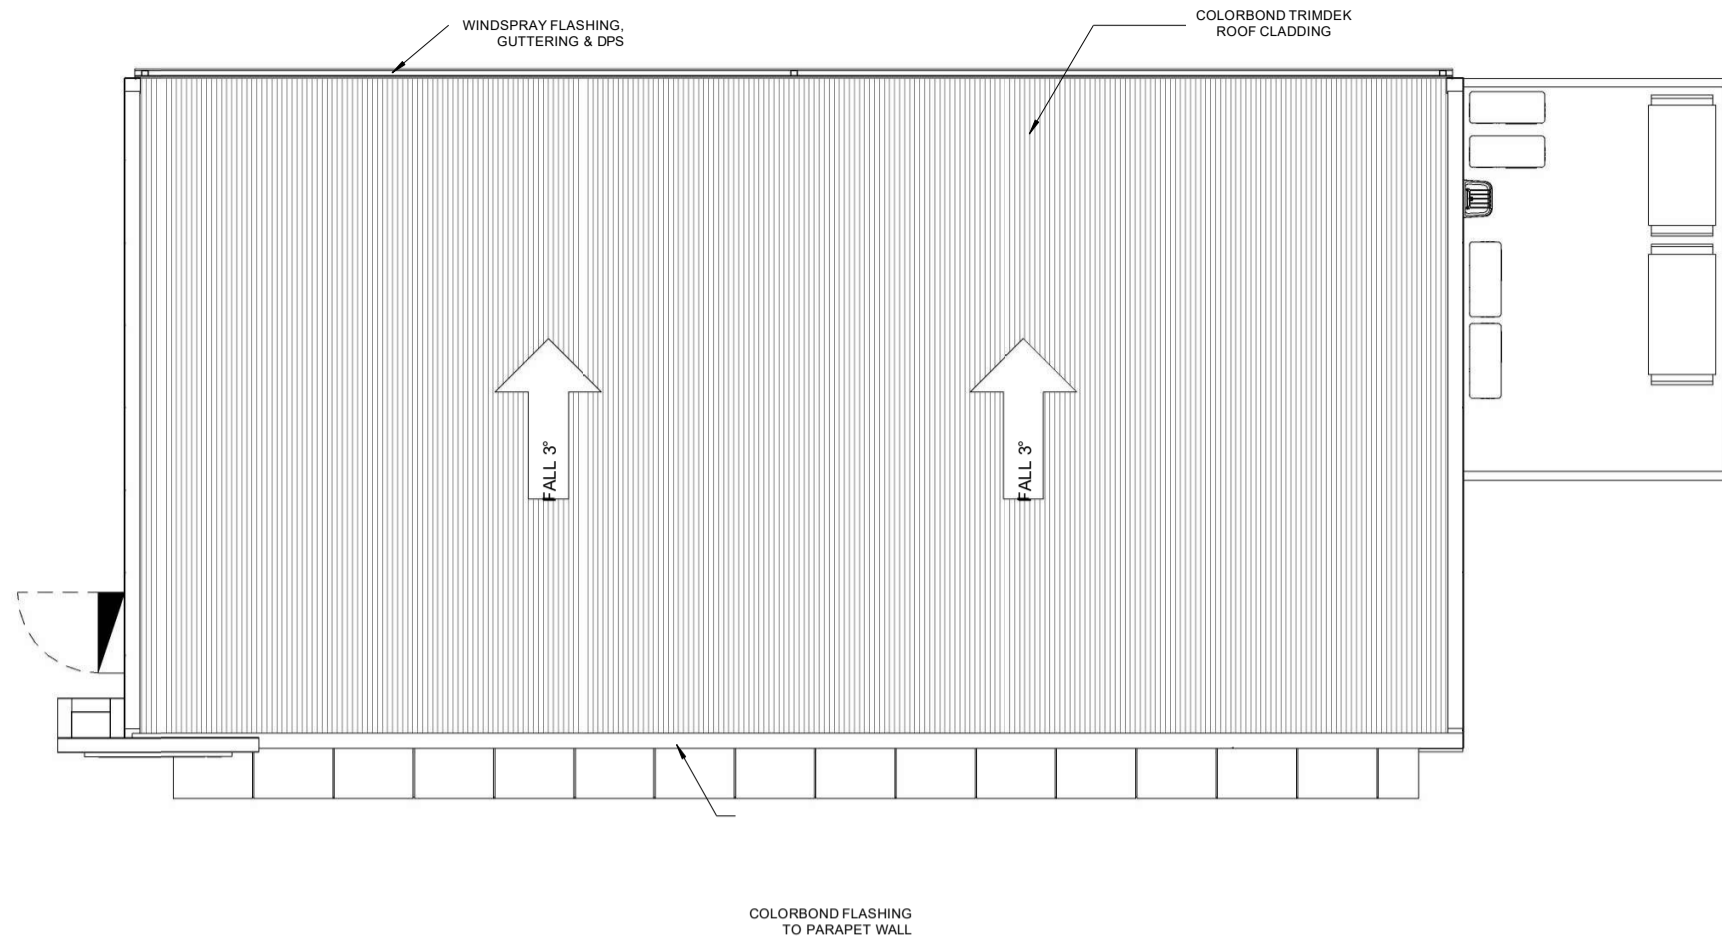 WINDSPRAY FLASHING,
GUTTERING & DPS
COLORBOND TRIMDEK
ROOF CLADDING
FALL 3°
FALL 3°
COLORBOND FLASHING
TO PARAPET WALL